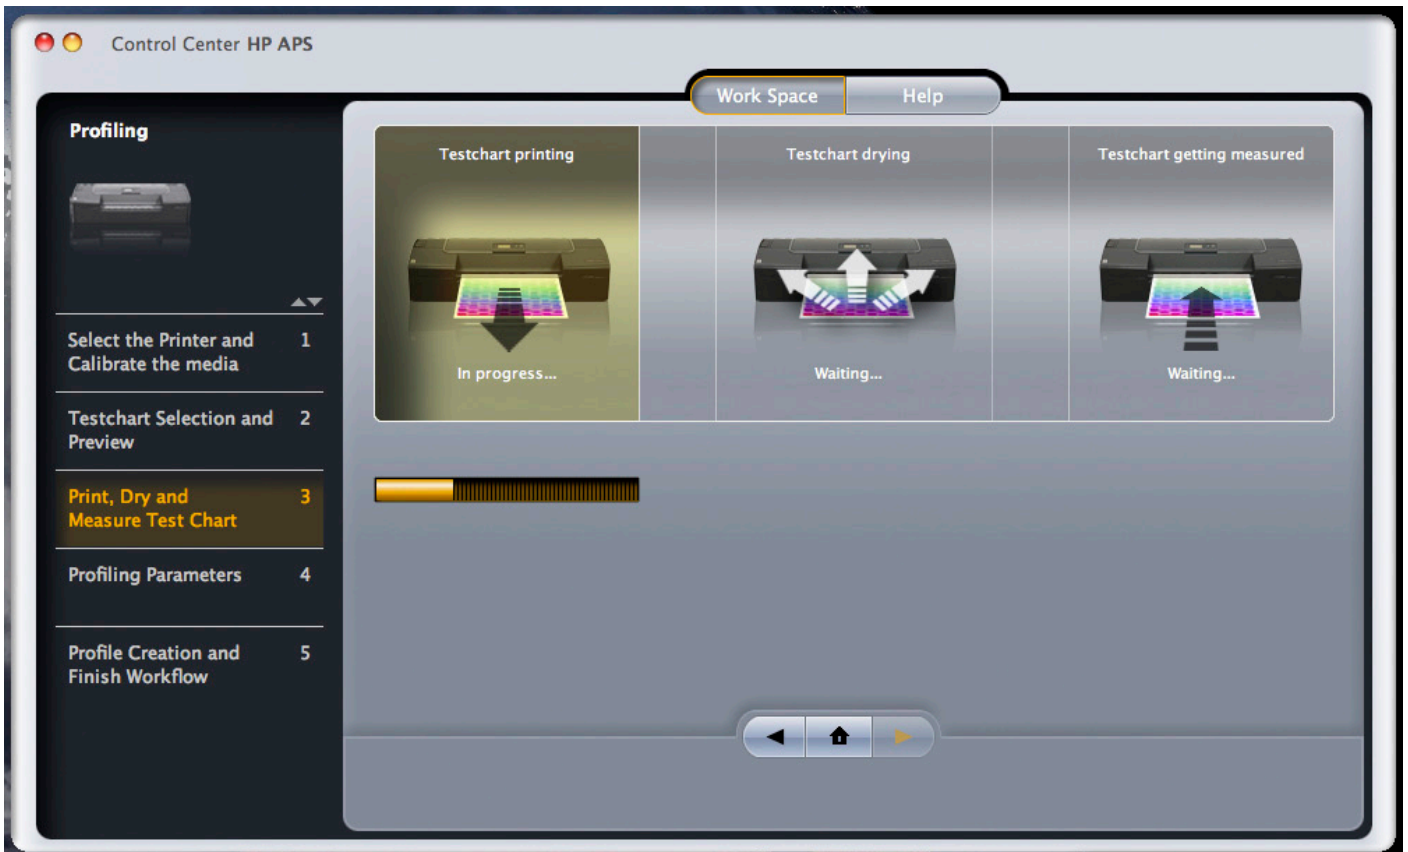 Control Center HP APS
Work Space
Help
Profiling
Select the Printer and 1
Calibrate the media
Testchart Selection and 2
Preview
Print, Dry and 3
Measure Test Chart
Profiling Parameters 4
Profile Creation and 5
Finish Workflow
Testchart printing
In progress...
Testchart drying
Waiting...
Testchart getting measured
Waiting...